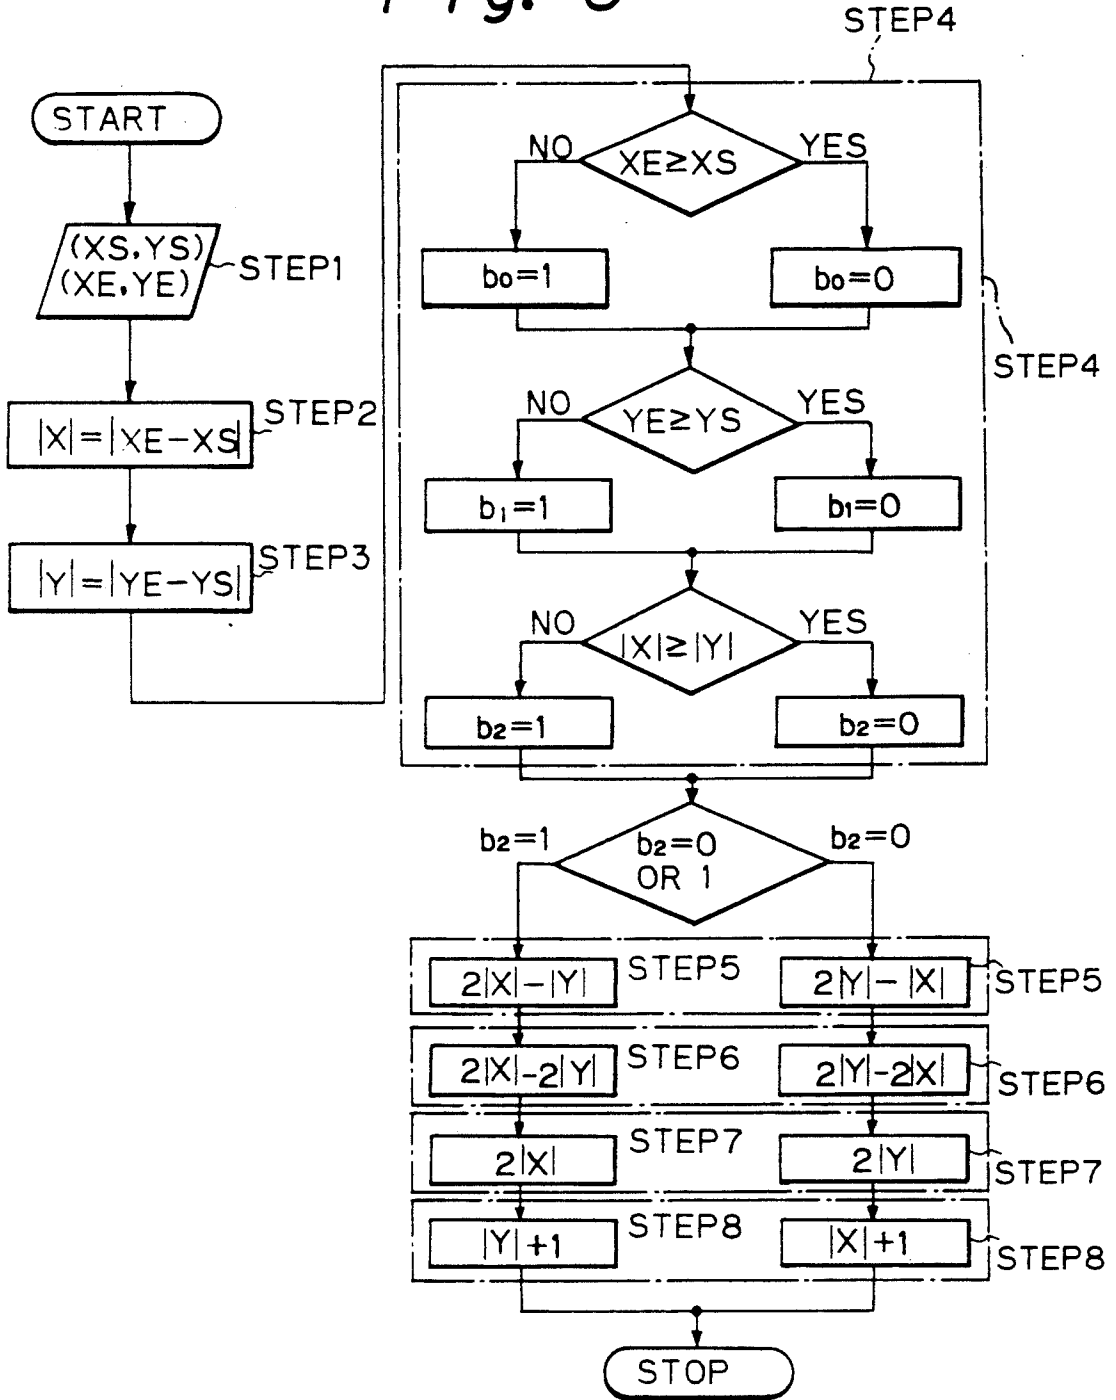 STEP4
START
(XS,YS)
(XE,YE)
STEP1
|X|=|XE-XS|
STEP2
|Y|=|YE-YS|
STEP3
NO
XE≥XS
YES
b0=1
b0=0
STEP4
NO
YE≥YS
YES
b1=1
b1=0
NO
|X|≥|Y|
YES
b2=1
b2=0
b2=1
b2=0
OR 1
b2=0
2|X|-|Y|
STEP5
2|Y|-|X|
STEP5
2|X|-2|Y|
STEP6
2|Y|-2|X|
STEP6
2|X|
STEP7
2|Y|
STEP7
|Y|+1
STEP8
|X|+1
STEP8
STOP